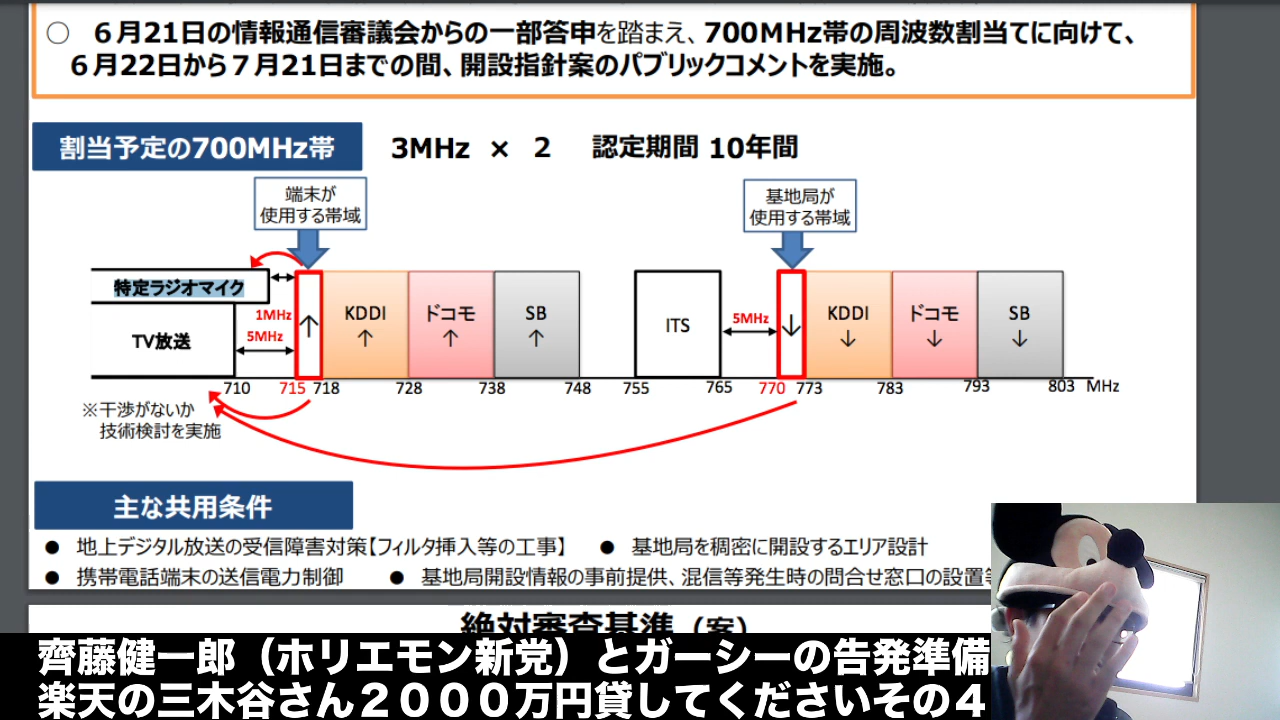 ○ 6月21日の情報通信審議会からの一部答申を踏まえ、700MHz帯の周波数割当てに向けて、
6月22日から7月21日までの間、開設指針案のパブリックコメントを実施。
割当予定の700MHz帯 3MHz × 2 認定期間 10年間
端末が
使用する帯域
基地局が
使用する帯域
特定ラジオマイク
TV放送
1MHz
5MHz
↑
KDDI
↑
ドコモ
↑
SB
↑
ITS
5MHz
↓
KDDI
↓
ドコモ
↓
SB
↓
710 715 718 728 738 748 755 765 770 773 783 793 803 MHz
※干渉がないか
技術検討を実施
主な共用条件
● 地上デジタル放送の受信障害対策【フィルタ挿入等の工事】 ● 基地局を稠密に開設するエリア設計
● 携帯電話端末の送信電力制御 ● 基地局開設情報の事前提供、混信等発生時の問合せ窓口の設置等
絶対審査基準(案)
齊藤健一郎(ホリエモン新党)とガーシーの告発準備
楽天の三木谷さん2000万円貸してくださいその4